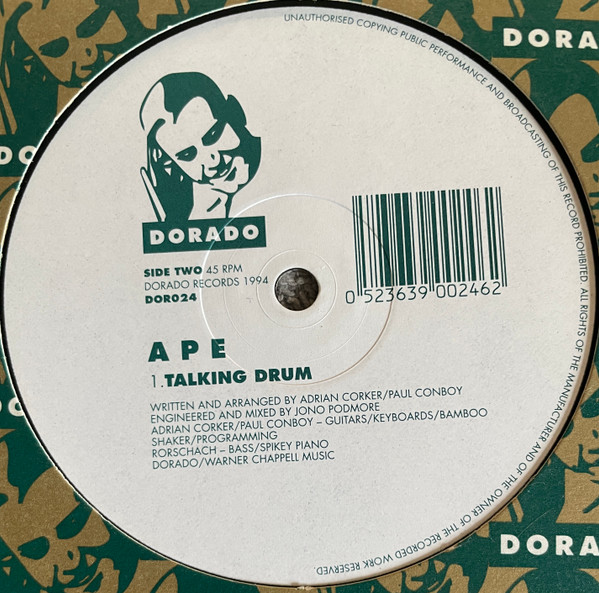 DORA
DO
DORADO
SIDE TWO 45 RPM
DORADO RECORDS 1994
DOR024
0 523639 002462
APE
1.TALKING DRUM
WRITTEN AND ARRANGED BY ADRIAN CORKER/PAUL CONBOY
ENGINEERED AND MIXED BY JONO PODMORE
ADRIAN CORKER/PAUL CONBOY – GUITARS/KEYBOARDS/BAMBOO
SHAKER/PROGRAMMING
RORSCHACH – BASS/SPIKEY PIANO
DORADO/WARNER CHAPPELL MUSIC
UNAUTHORISED COPYING PUBLIC PERFORMANCE AND BROADCASTING OF THIS RECORD PROHIBITED. ALL RIGHTS OF THE MANUFACTURER AND OF THE OWNER OF THE RECORDED WORK RESERVED.
DO
DORA